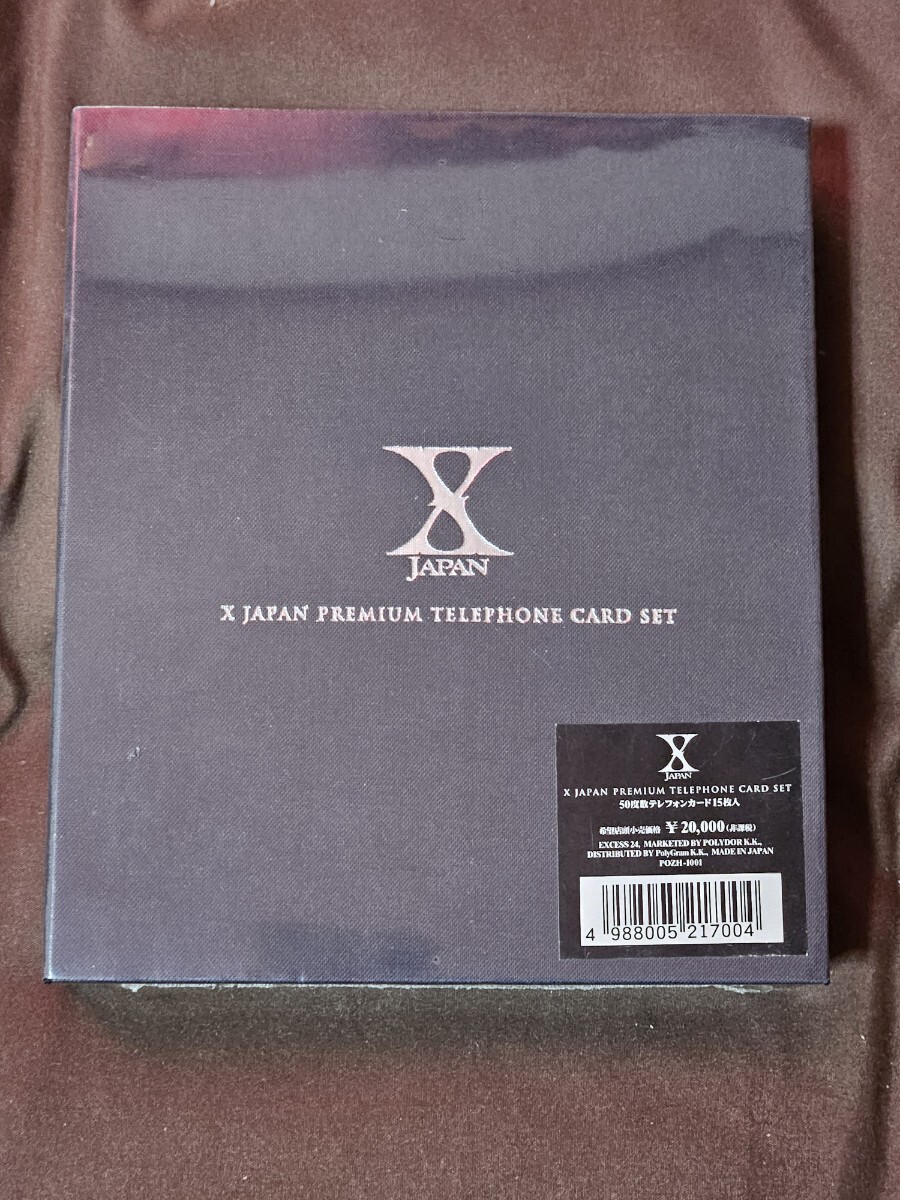 X
JAPAN
X JAPAN PREMIUM TELEPHONE CARD SET
X
JAPAN
X JAPAN PREMIUM TELEPHONE CARD SET
50度数テレフォンカード15枚入
希望店頭小売価格 ¥20,000(非課税)
EXCESS 24, MARKETED BY POLYDOR K.K.,
DISTRIBUTED BY PolyGram K.K., MADE IN JAPAN
POZH-1001
4 988005 217004